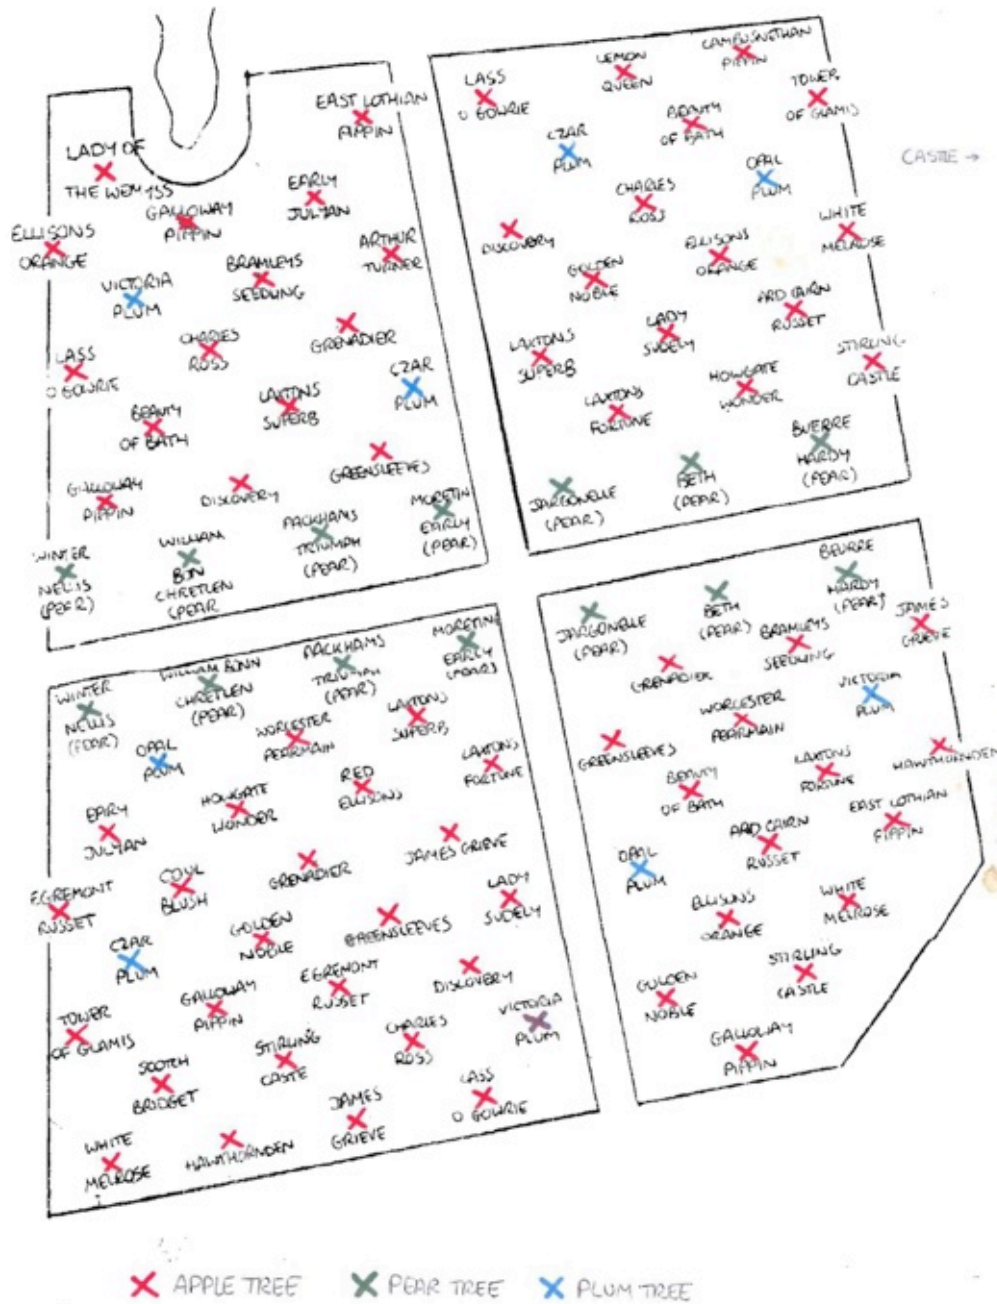 EAST LOTHIAN
PIPPIN
LADY OF
THE WEMYSS
GALLOWAY
PIPPIN
EARLY
JULYAN
ELLISONS
ORANGE
ARTHUR
TURNER
BRAMLEYS
SEEDLING
VICTORIA
PLUM
GRENADIER
CHARLES
ROSS
LASS
O GOWRIE
CZAR
PLUM
LAXTONS
SUPERB
BEAUTY
OF BATH
GREENSLEEVES
DISCOVERY
GALLOWAY
PIPPIN
MORETINI
EARLY
(PEAR)
PACKHAMS
TRIUMPH
(PEAR)
WILLIAM
BON
CHRETLEN
(PEAR
WINTER
NELLIS
(PEAR)
CAMBUSNETHAN
PIPPIN
LEMON
QUEEN
LASS
O GOWRIE
TOWER
OF GLAMIS
BEAUTY
OF BATH
CZAR
PLUM
OPAL
PLUM
CASTLE →
CHARLES
ROSS
DISCOVERY
WHITE
MELROSE
ELLISONS
ORANGE
GOLDEN
NOBLE
ARD CAIRN
RUSSET
LADY
SUDELY
LAXTONS
SUPERB
STIRLING
CASTLE
HOWGATE
WONDER
LAXTONS
FORTUNE
BUERRE
HARDY
(PEAR)
BETH
(PEAR)
JARGONELLE
(PEAR)
WINTER
NELLIS
(PEAR)
WILLIAM BONN
CHRETLEN
(PEAR)
PACKHAMS
TRIUMPH
(PEAR)
MORETINI
EARLY
(PEAR)
LAXTONS
SUPERB
WORCESTER
PEARMAIN
OPAL
PLUM
LAXTONS
FORTUNE
RED
ELLISONS
HOWGATE
WONDER
EARY
JULYAN
JAMES GRIEVE
GRENADIER
COUL
BLUSH
EGREMONT
RUSSET
LADY
SUDELY
GREENSLEEVES
GOLDEN
NOBLE
CZAR
PLUM
DISCOVERY
EGREMONT
RUSSET
GALLOWAY
PIPPIN
TOWER
OF GLAMIS
VICTORIA
PLUM
CHARLES
ROSS
STIRLING
CASTE
SCOTCH
BRIDGET
LASS
O GOWRIE
JAMES
GRIEVE
HAWTHORNDEN
WHITE
MELROSE
JARGONELLE
(PEAR)
BETH
(PEAR)
BEURRE
HARDY
(PEAR)
JAMES
GRIEVE
BRAMLEYS
SEEDLING
GRENADIER
VICTORIA
PLUM
WORCESTER
PEARMAIN
GREENSLEEVES
HAWTHORNDEN
LAXTONS
FORTUNE
BEAUTY
OF BATH
EAST LOTHIAN
PIPPIN
ARD CAIRN
RUSSET
OPAL
PLUM
WHITE
MELROSE
ELLISONS
ORANGE
STIRLING
CASTLE
GOLDEN
NOBLE
GALLOWAY
PIPPIN
APPLE TREE
PEAR TREE
PLUM TREE